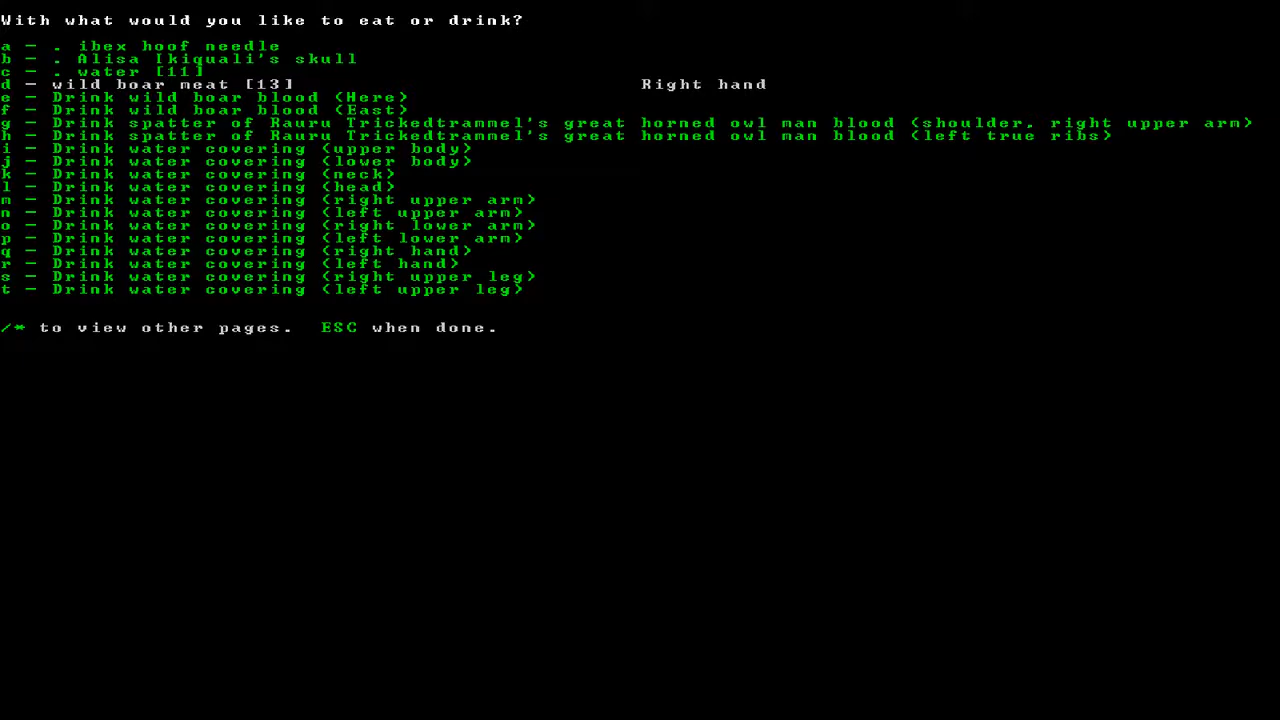 With what would you like to eat or drink?
a - . ibex hoof needle
b - . Alisa Ikiquali's skull
c - . water [11]
d - wild boar meat [13] Right hand
e - Drink wild boar blood (Here)
f - Drink wild boar blood (East)
g - Drink spatter of Rauru Trickedtrammel's great horned owl man blood (shoulder, right upper arm)
h - Drink spatter of Rauru Trickedtrammel's great horned owl man blood (left true ribs)
i - Drink water covering (upper body)
j - Drink water covering (lower body)
k - Drink water covering (neck)
l - Drink water covering (head)
m - Drink water covering (right upper arm)
n - Drink water covering (left upper arm)
o - Drink water covering (right lower arm)
p - Drink water covering (left lower arm)
q - Drink water covering (right hand)
r - Drink water covering (left hand)
s - Drink water covering (right upper leg)
t - Drink water covering (left upper leg)
/* to view other pages. ESC when done.